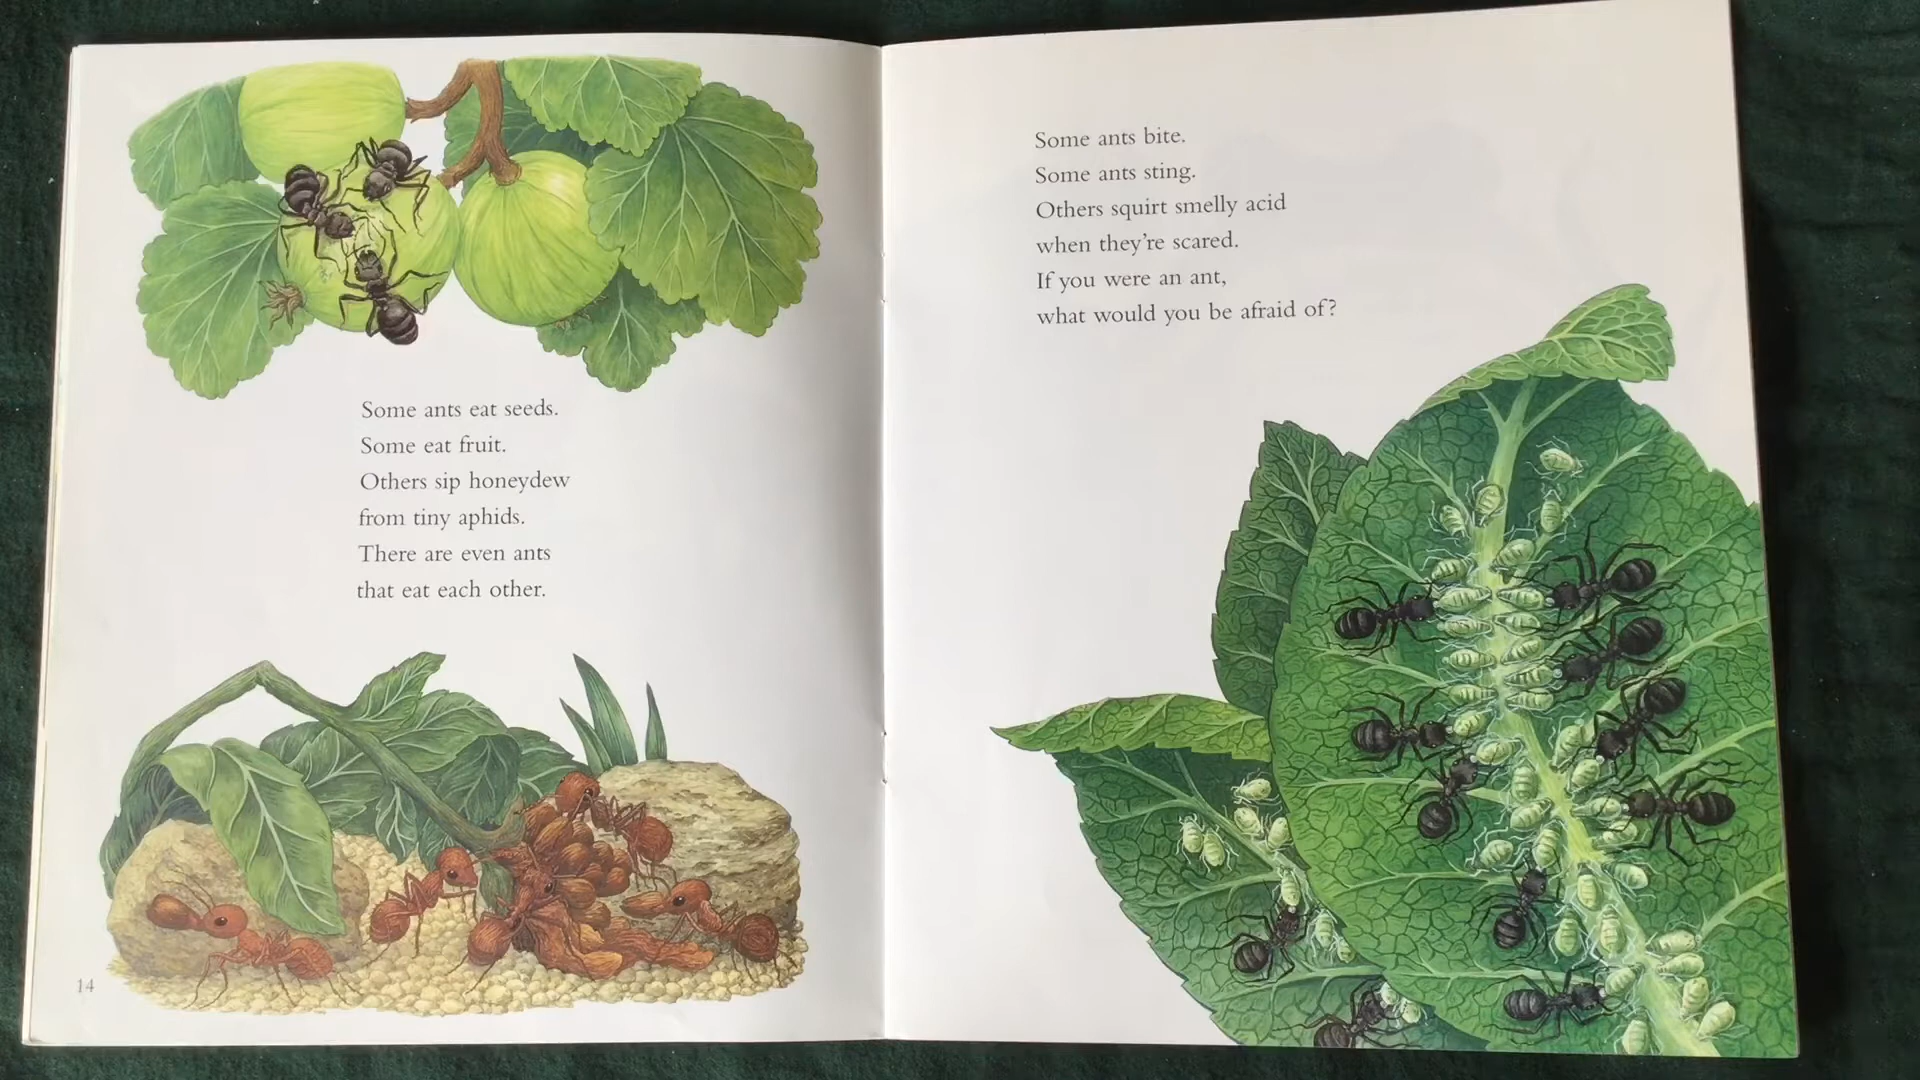 Some ants eat seeds.
Some eat fruit.
Others sip honeydew
from tiny aphids.
There are even ants
that eat each other.
14
Some ants bite.
Some ants sting.
Others squirt smelly acid
when they're scared.
If you were an ant,
what would you be afraid of?